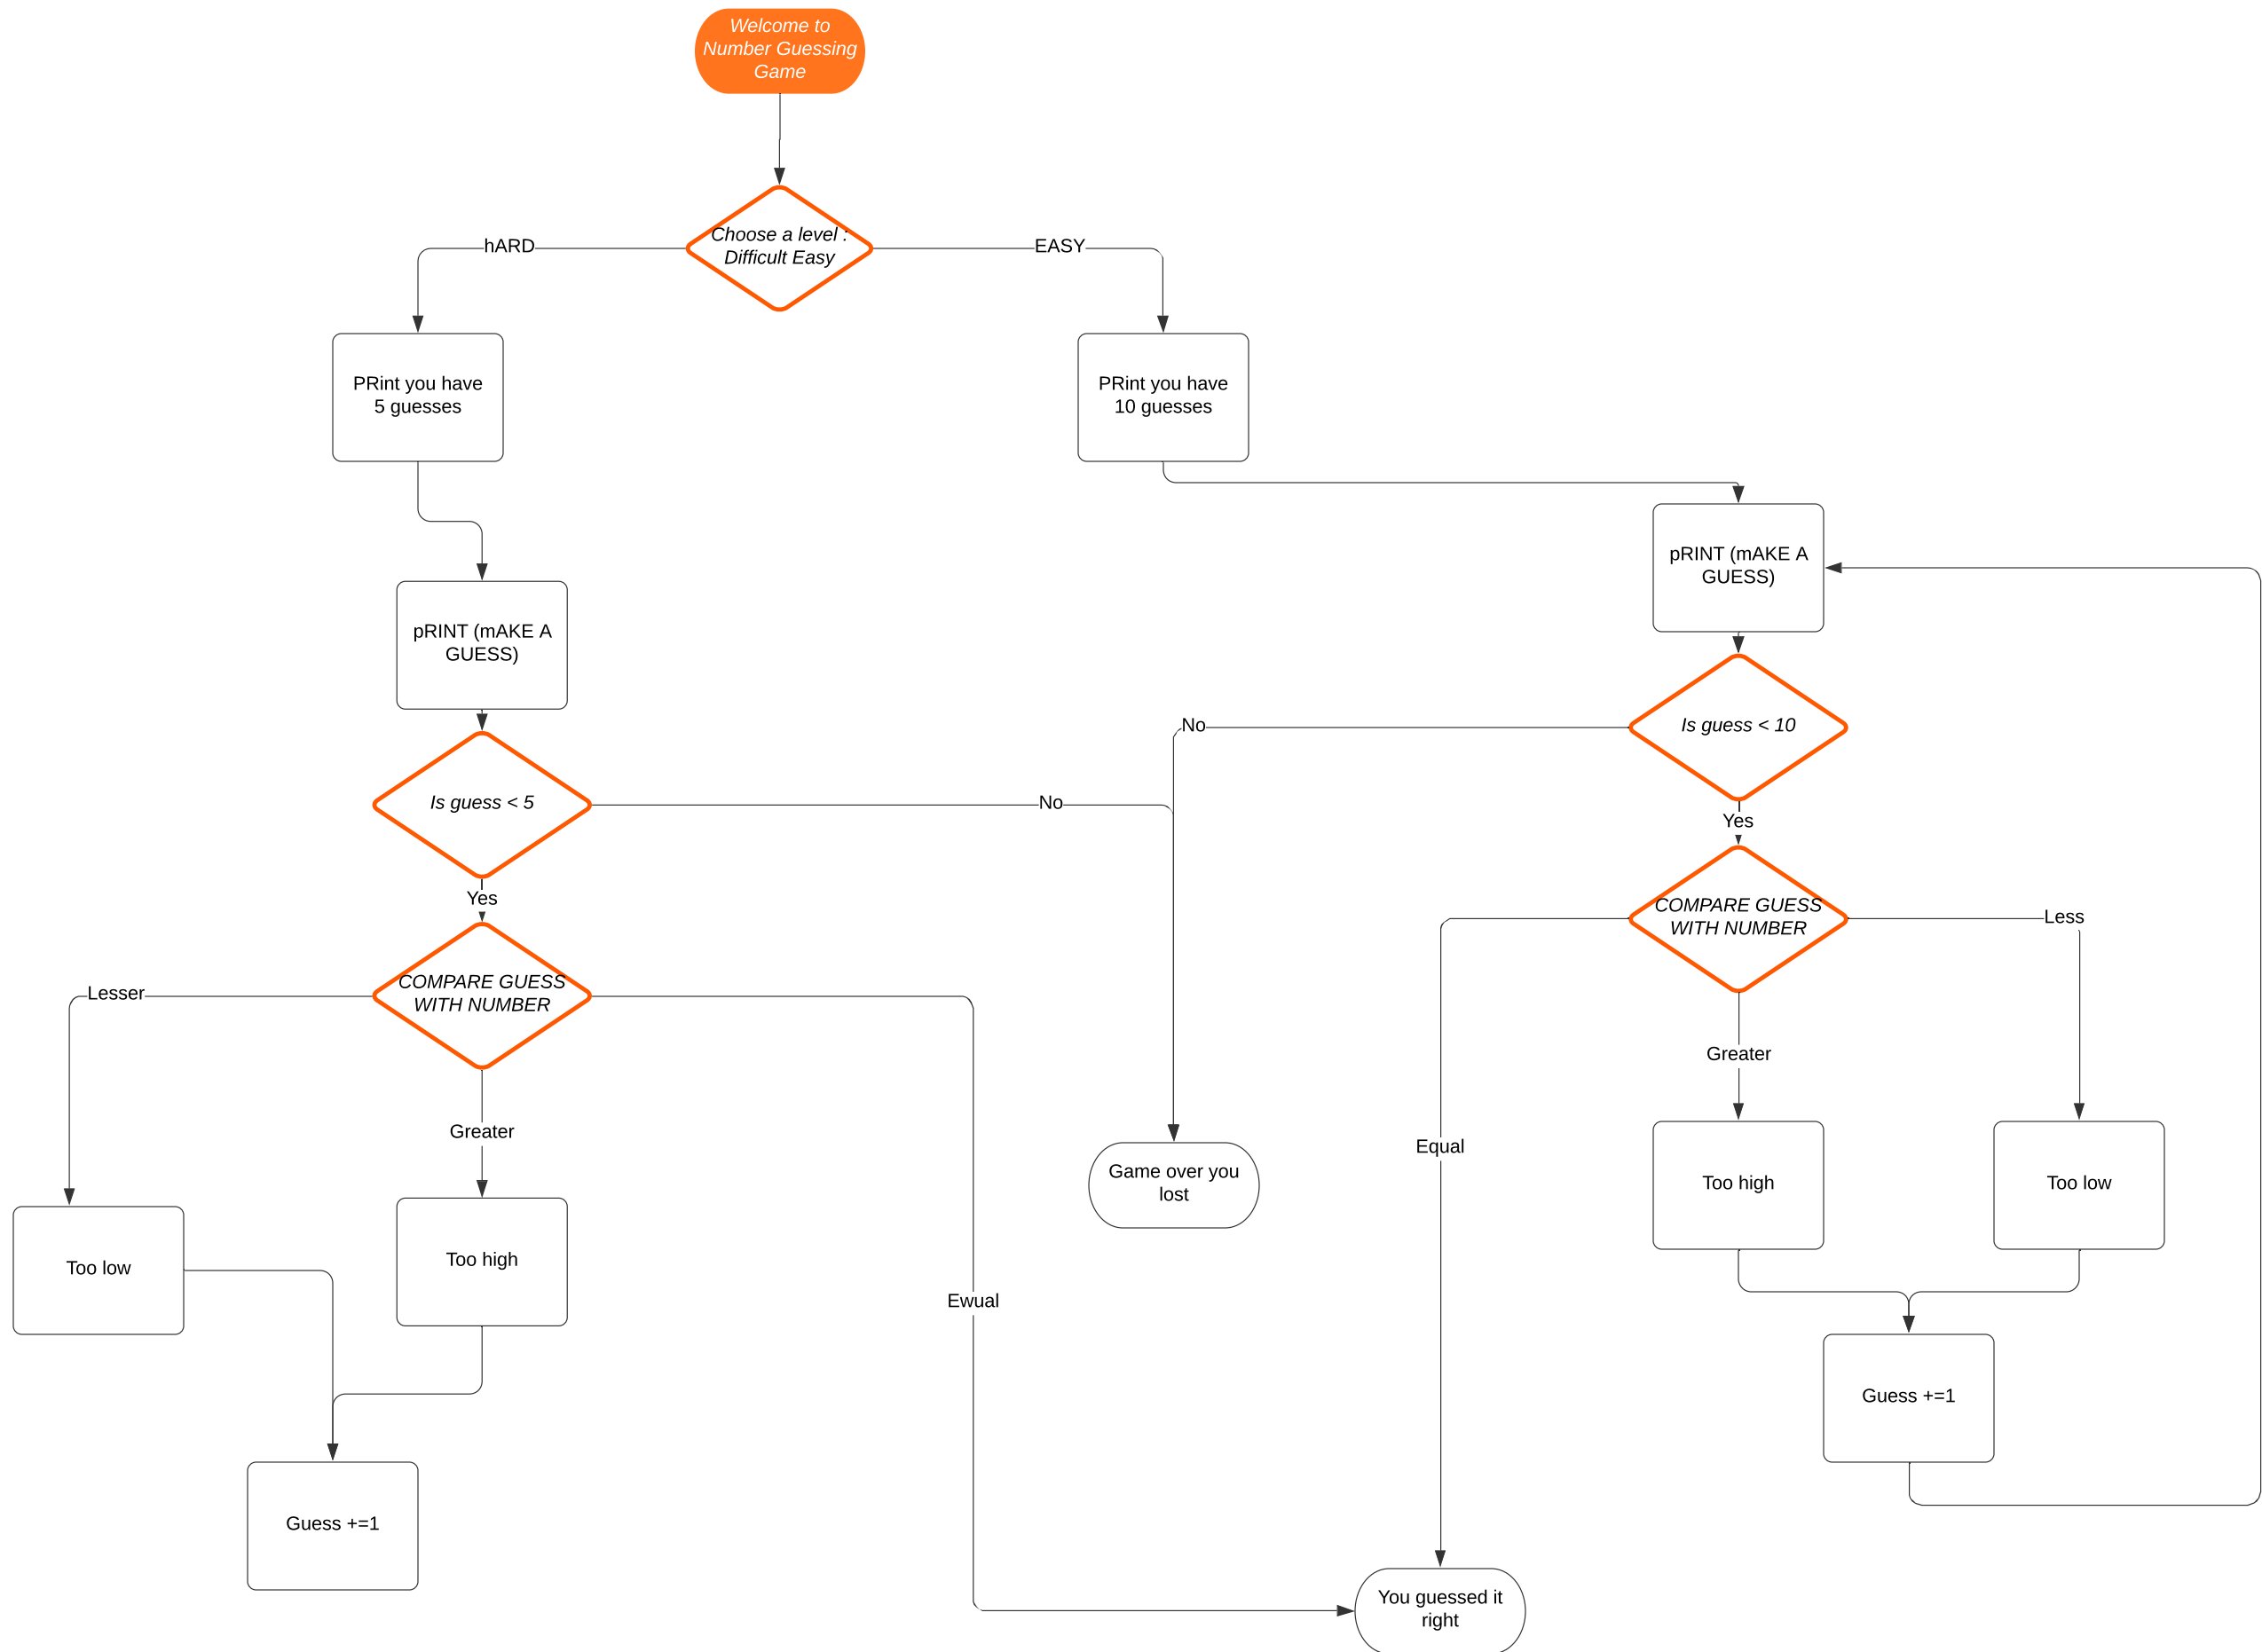 Welcome to
Number Guessing
Game
Choose a level :
Difficult Easy
hARD
EASY
PRint you have
5 guesses
PRint you have
10 guesses
pRINT (mAKE A
GUESS)
pRINT (mAKE A
GUESS)
Is guess < 10
No
Yes
Is guess < 5
No
Yes
COMPARE GUESS
WITH NUMBER
Less
Greater
Equal
COMPARE GUESS
WITH NUMBER
Lesser
Greater
Ewual
Game over you
lost
Too high
Too low
Too low
Too high
Guess +=1
Guess +=1
You guessed it
right